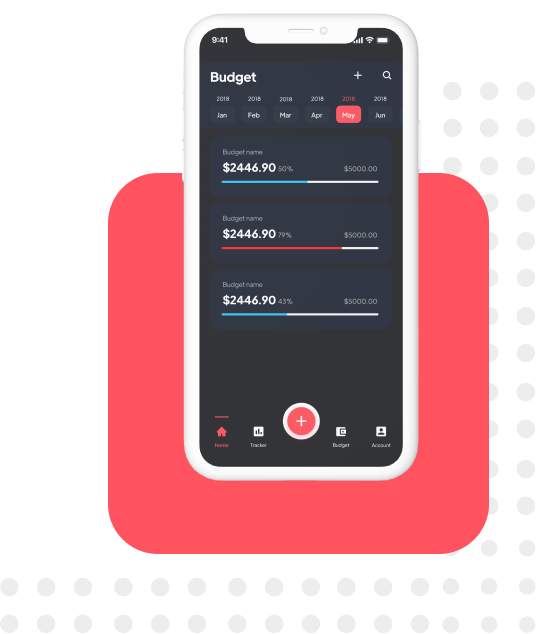 9:41
Budget
2018 2018 2018 2018 2018 2018
Jan Feb Mar Apr May Jun
Budget name
$2446.90 50% $5000.00
Budget name
$2446.90 79% $5000.00
Budget name
$2446.90 43% $5000.00
Home Tracker Budget Account